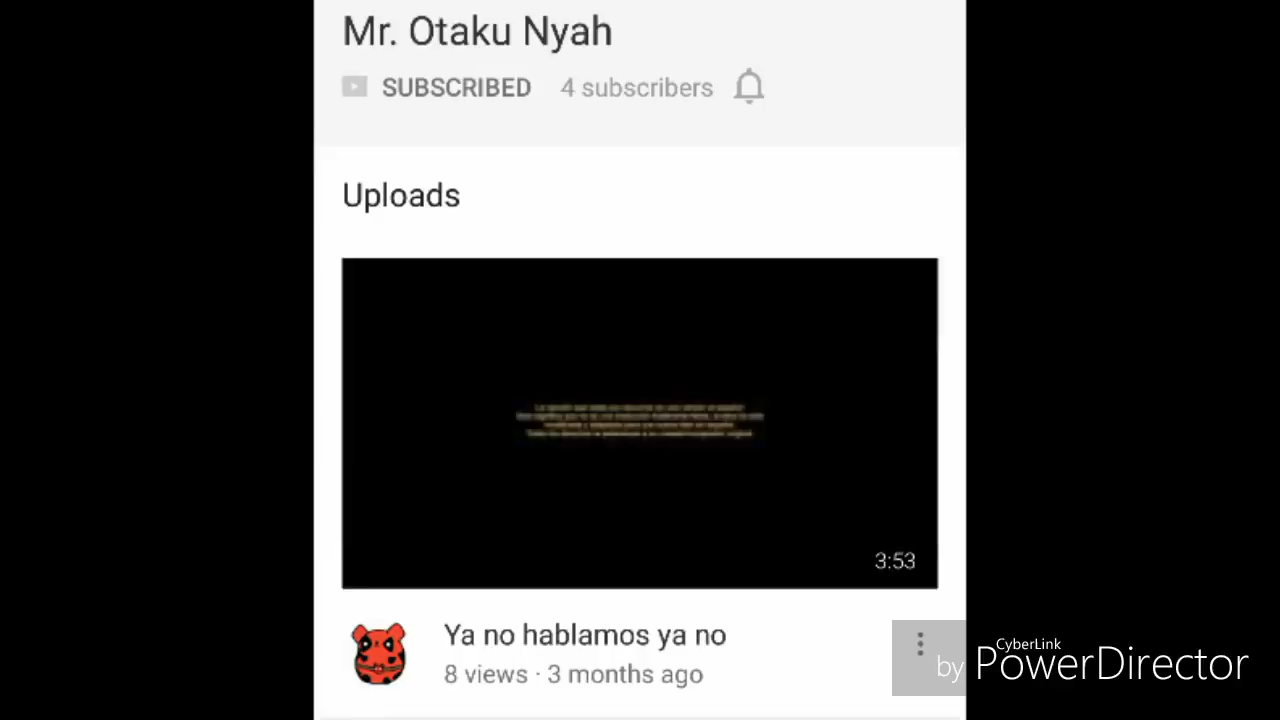 Mr. Otaku Nyah
SUBSCRIBED 4 subscribers
Uploads
3:53
Ya no hablamos ya no
8 views · 3 months ago
CyberLink
by PowerDirector